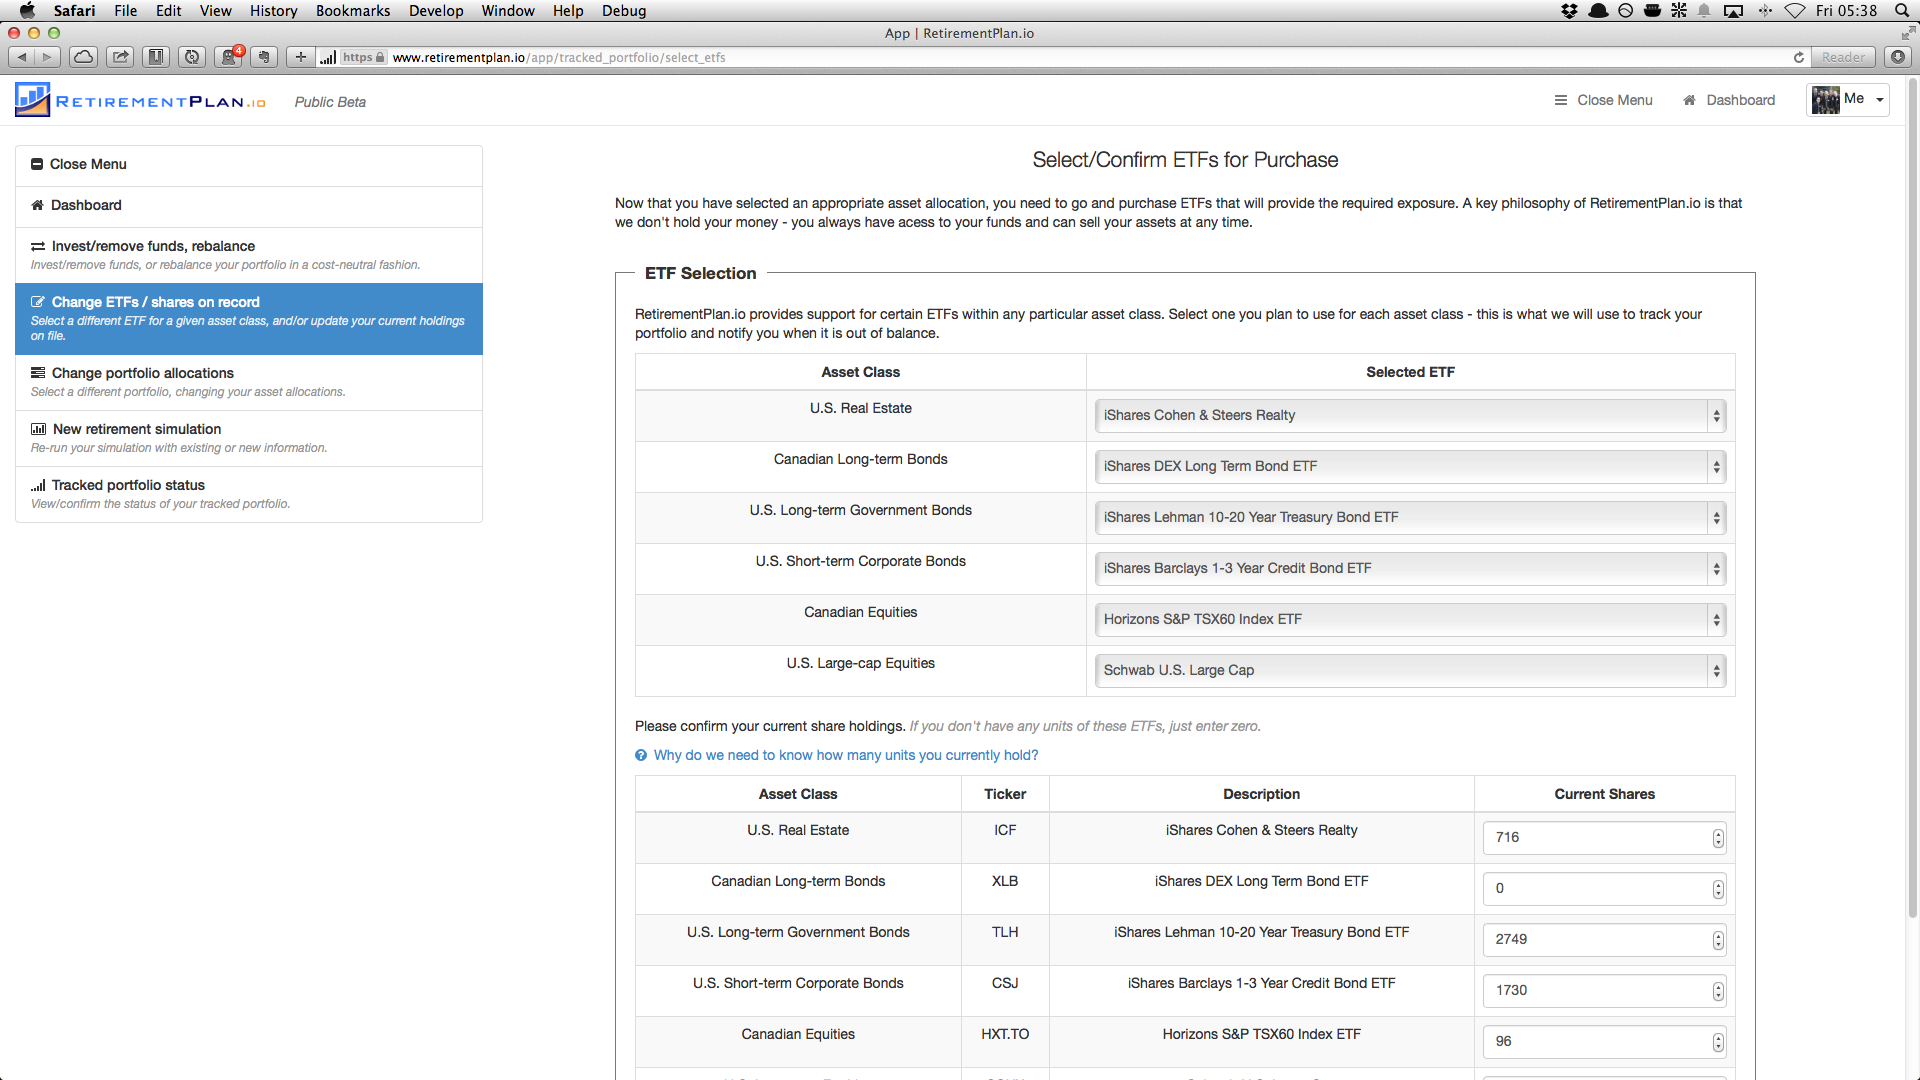 Safari File Edit View History Bookmarks Develop Window Help Debug Fri 05:38
App | RetirementPlan.io
4 https www.retirementplan.io/app/tracked_portfolio/select_etfs Reader
RETIREMENTPLAN.IO Public Beta Close Menu Dashboard Me
Close Menu
Dashboard
Invest/remove funds, rebalance
Invest/remove funds, or rebalance your portfolio in a cost-neutral fashion.
Change ETFs / shares on record
Select a different ETF for a given asset class, and/or update your current holdings
on file.
Change portfolio allocations
Select a different portfolio, changing your asset allocations.
New retirement simulation
Re-run your simulation with existing or new information.
Tracked portfolio status
View/confirm the status of your tracked portfolio.
Select/Confirm ETFs for Purchase
Now that you have selected an appropriate asset allocation, you need to go and purchase ETFs that will provide the required exposure. A key philosophy of RetirementPlan.io is that
we don't hold your money - you always have acess to your funds and can sell your assets at any time.
ETF Selection
RetirementPlan.io provides support for certain ETFs within any particular asset class. Select one you plan to use for each asset class - this is what we will use to track your
portfolio and notify you when it is out of balance.
Asset Class Selected ETF
U.S. Real Estate iShares Cohen & Steers Realty
Canadian Long-term Bonds iShares DEX Long Term Bond ETF
U.S. Long-term Government Bonds iShares Lehman 10-20 Year Treasury Bond ETF
U.S. Short-term Corporate Bonds iShares Barclays 1-3 Year Credit Bond ETF
Canadian Equities Horizons S&P TSX60 Index ETF
U.S. Large-cap Equities Schwab U.S. Large Cap
Please confirm your current share holdings. If you don't have any units of these ETFs, just enter zero.
Why do we need to know how many units you currently hold?
Asset Class Ticker Description Current Shares
U.S. Real Estate ICF iShares Cohen & Steers Realty 716
Canadian Long-term Bonds XLB iShares DEX Long Term Bond ETF 0
U.S. Long-term Government Bonds TLH iShares Lehman 10-20 Year Treasury Bond ETF 2749
U.S. Short-term Corporate Bonds CSJ iShares Barclays 1-3 Year Credit Bond ETF 1730
Canadian Equities HXT.TO Horizons S&P TSX60 Index ETF 96